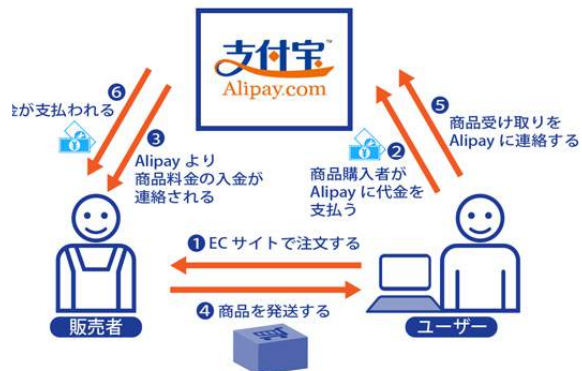 支付宝™
Alipay.com
❻
金が支払われる
❸
Alipay より
商品料金の入金が
連絡される
❷
商品購入者が
Alipay に代金を
支払う
❺
商品受け取りを
Alipay に連絡する
❶ EC サイトで注文する
❹ 商品を発送する
販売者
ユーザー